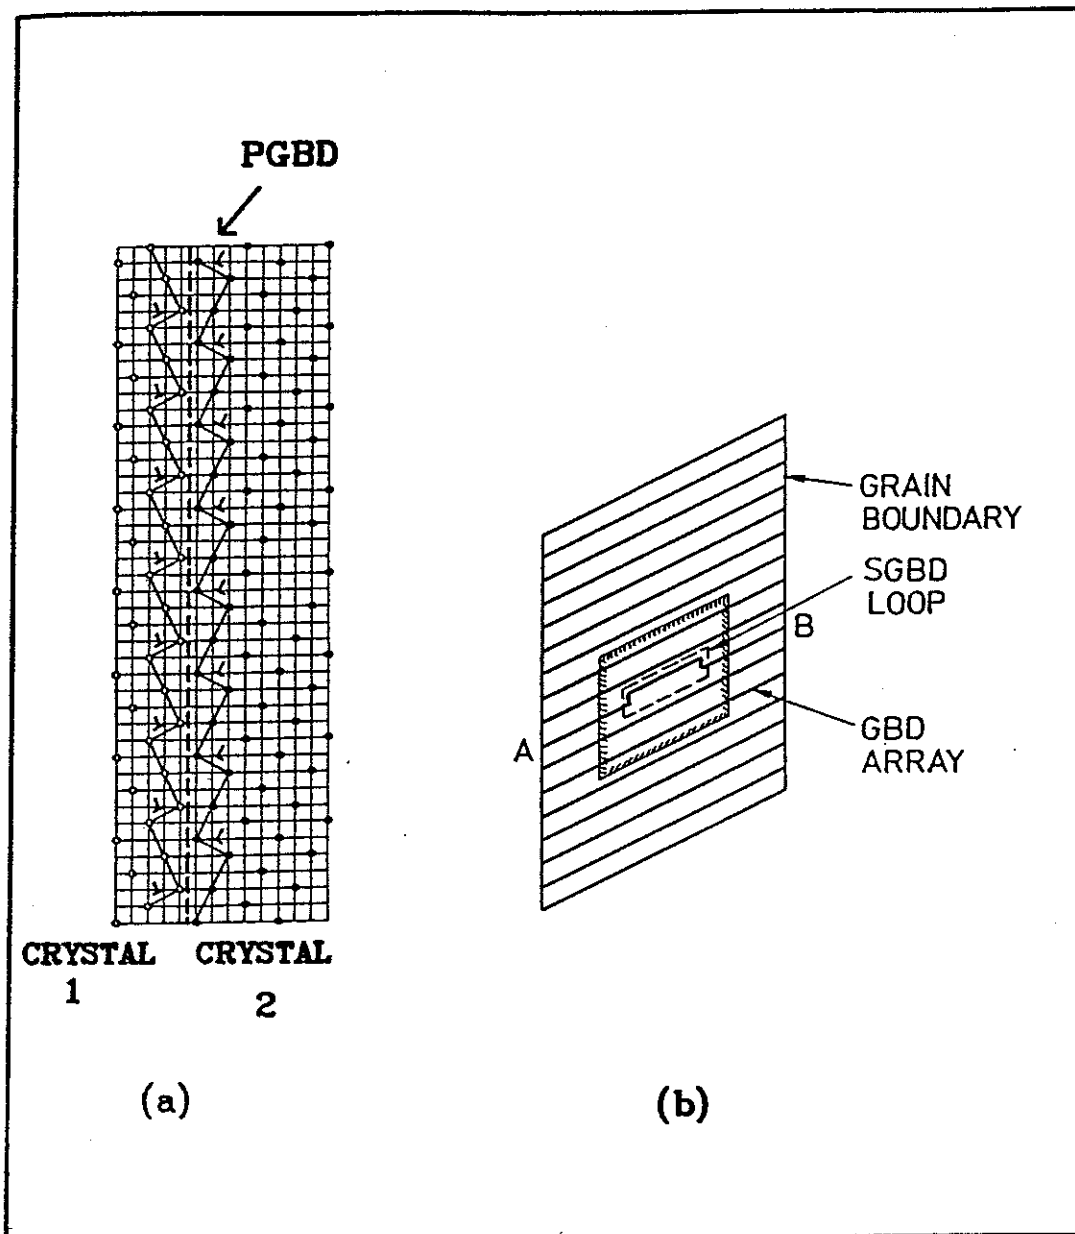 PGBD
CRYSTAL
1
CRYSTAL
2
(a)
GRAIN
BOUNDARY
SGBD
LOOP
B
GBD
ARRAY
A
(b)